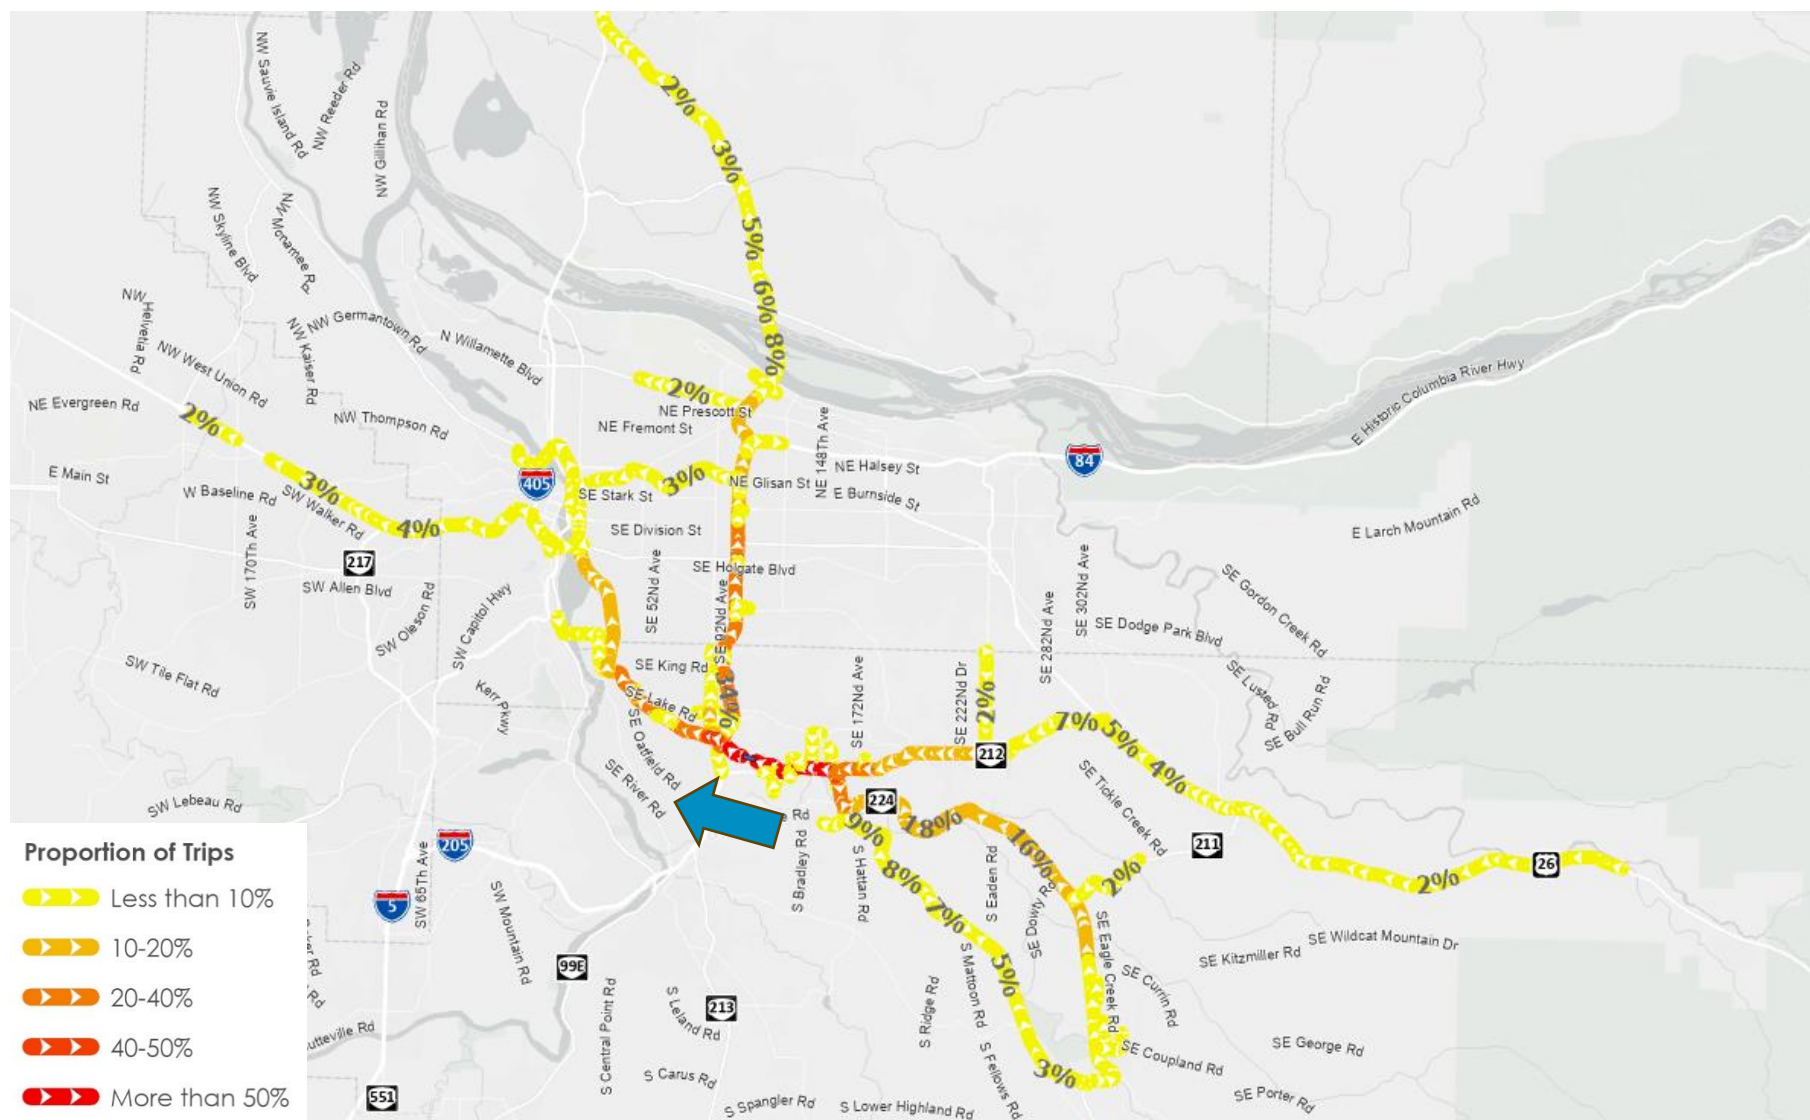 NW Sauvie Island Rd
NW Reeder Rd
NW Gillihan Rd
2%
3%
NW Skyline Blvd
NW Mcnamee Rd
5%
6%
8%
NW Helvetia Rd
NW Germantown Rd
NW Kaiser Rd
N Willamette Blvd
NW West Union Rd
E Historic Columbia River Hwy
NE Evergreen Rd
2%
NW Thompson Rd
2%
NE Prescott St
NE Fremont St
NE 148Th Ave
84
E Main St
3%
W Baseline Rd
SW Walker Rd
405
SE Stark St
3%
NE Glisan St
NE Halsey St
E Burnside St
4%
SE Division St
E Larch Mountain Rd
SW 170Th Ave
217
SW Allen Blvd
SW Oleson Rd
SW Capitol Hwy
SE 52Nd Ave
SE Holgate Blvd
SE 92Nd Ave
SE 282Nd Ave
SE 302Nd Ave
SE Gordon Creek Rd
SE Dodge Park Blvd
SW Tile Flat Rd
Kerr Pkwy
SE King Rd
34%
SE Lake Rd
SE Oatfield Rd
SE River Rd
SE 172Nd Ave
SE 222Nd Dr
2%
212
7%
5%
4%
SE Lusted Rd
SE Bull Run Rd
SE Tickle Creek Rd
SW Lebeau Rd
224
9%
18%
16%
2%
211
26
2%
8%
7%
5%
3%
S Bradley Rd
S Hattan Rd
S Eaden Rd
SE Dowty Rd
SE Eagle Creek Rd
SE Wildcat Mountain Dr
SE Kitzmiller Rd
SE Currin Rd
S Mattoon Rd
S Ridge Rd
S Fellows Rd
SE Coupland Rd
SE George Rd
SE Porter Rd
205
5
SW 65Th Ave
SW Mountain Rd
99E
213
S Central Point Rd
S Leland Rd
S Carus Rd
S Spangler Rd
S Lower Highland Rd
551
Proportion of Trips
Less than 10%
10-20%
20-40%
40-50%
More than 50%